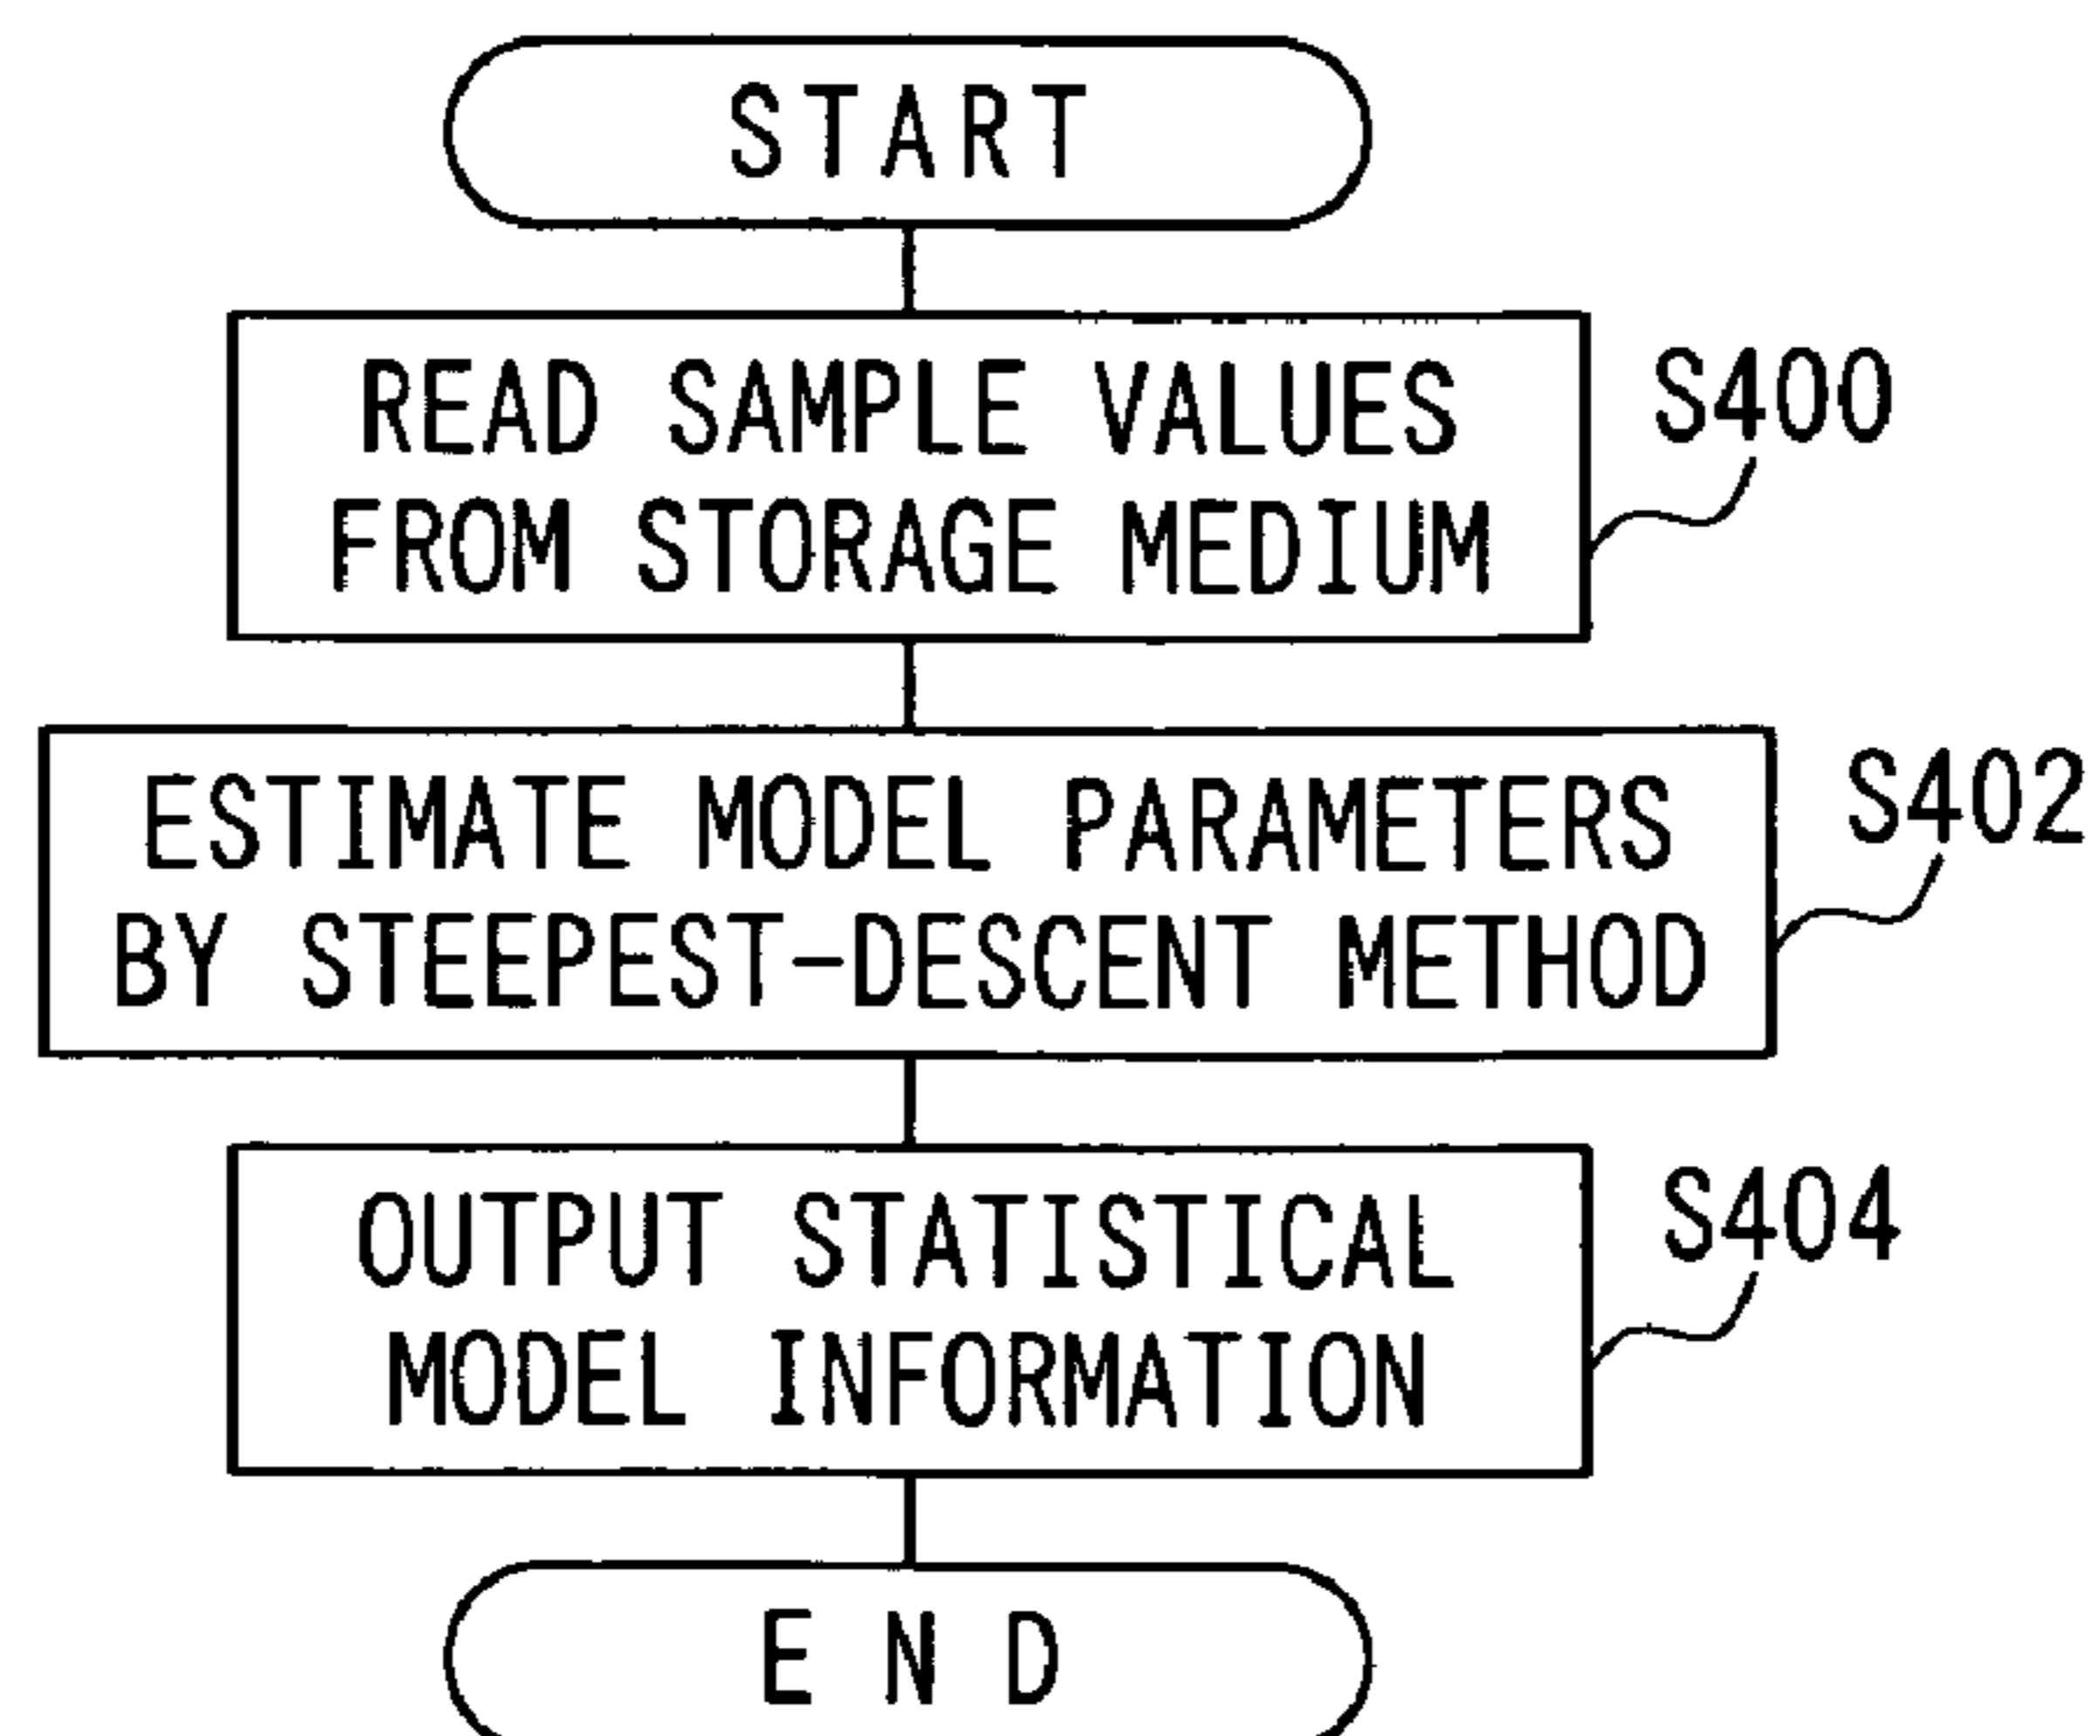 START
READ SAMPLE VALUES
FROM STORAGE MEDIUM
S400
ESTIMATE MODEL PARAMETERS
BY STEEPEST-DESCENT METHOD
S402
OUTPUT STATISTICAL
MODEL INFORMATION
S404
END